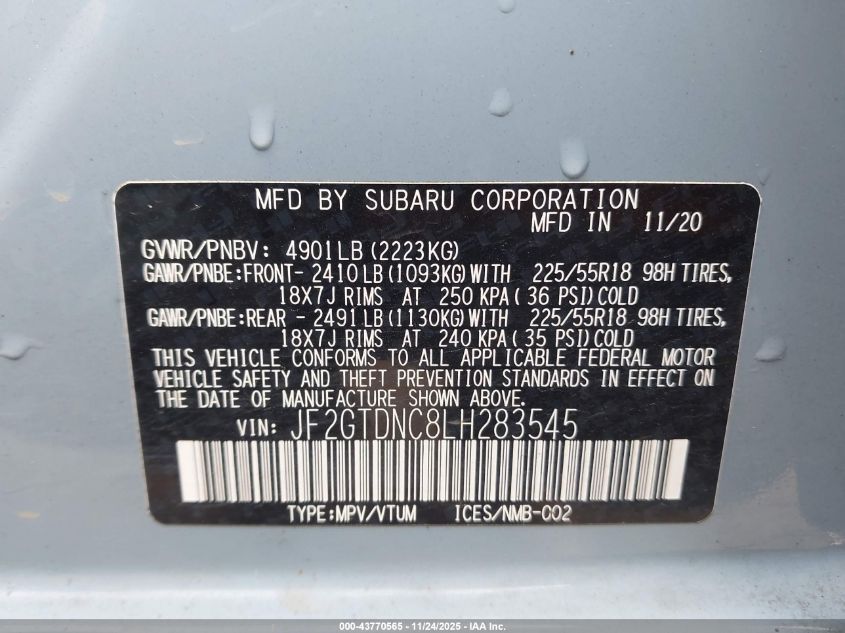 MFD BY SUBARU CORPORATION
MFD IN 11/20
GVWR/PNBV: 4901LB (2223KG)
GAWR/PNBE:FRONT- 2410 LB (1093KG) WITH 225/55R18 98H TIRES,
18X7J RIMS AT 250 KPA ( 36 PSI) COLD
GAWR/PNBE:REAR - 2491 LB (1130KG) WITH 225/55R18 98H TIRES,
18X7J RIMS AT 240 KPA ( 35 PSI) COLD
THIS VEHICLE CONFORMS TO ALL APPLICABLE FEDERAL MOTOR
VEHICLE SAFETY AND THEFT PREVENTION STANDARDS IN EFFECT ON
THE DATE OF MANUFACTURE SHOWN ABOVE.
VIN: JF2GTDNC8LH283545
TYPE:MPV/VTUM ICES/NMB-002
000-43770565 - 11/24/2025 - IAA Inc.